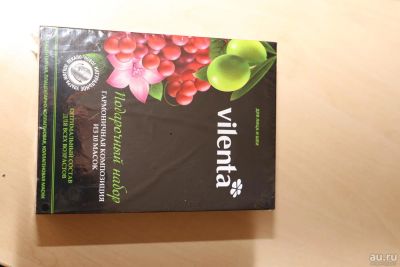 для лица и шеи
vilenta
Подарочный набор
ГАРМОНИЧНАЯ КОМПОЗИЦИЯ
ИЗ 10 МАСОК
ОПТИМАЛЬНЫЙ СОСТАВ
ДЛЯ ВСЕХ ВОЗРАСТОВ
au.ru